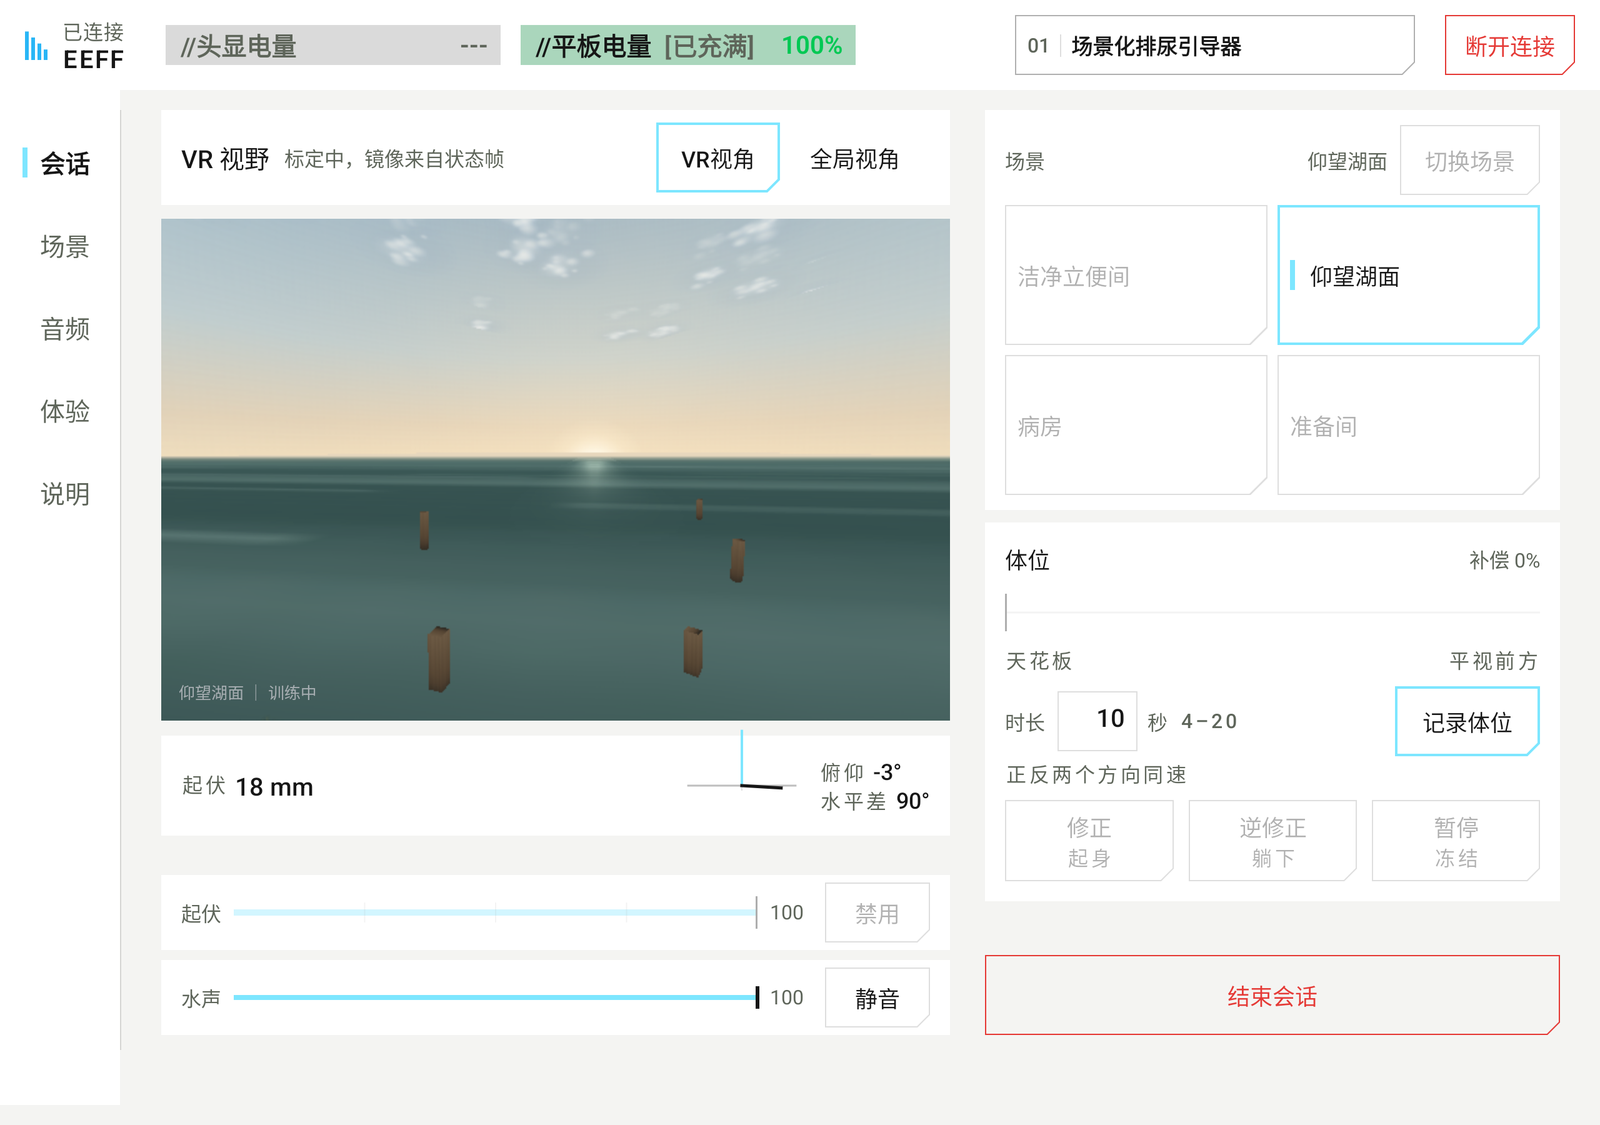 已连接
EEFF
//头显电量 ---
//平板电量 [已充满] 100%
01 场景化排尿引导器
断开连接
会话
场景
音频
体验
说明
VR 视野 标定中，镜像来自状态帧
VR视角
全局视角
仰望湖面 | 训练中
起伏 18 mm
俯仰 -3°
水平差 90°
起伏 100 禁用
水声 100 静音
场景 仰望湖面 切换场景
洁净立便间
仰望湖面
病房
准备间
体位 补偿 0%
天花板 平视前方
时长 10 秒 4–20 记录体位
正反两个方向同速
修正
起身
逆修正
躺下
暂停
冻结
结束会话